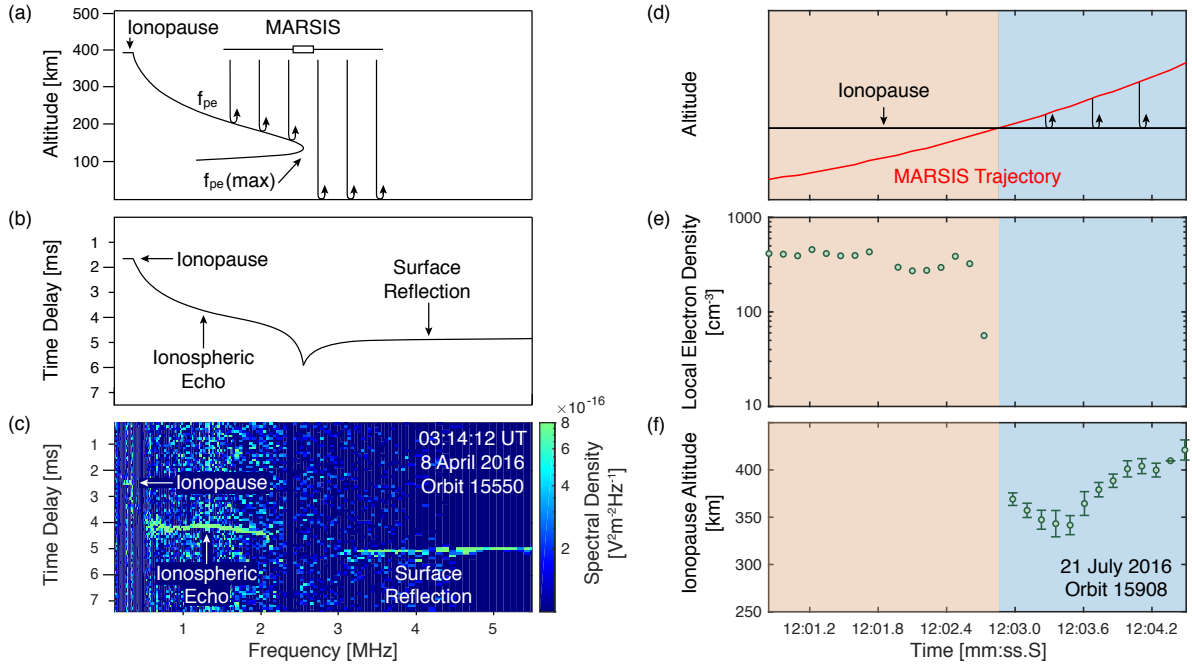 (a)
500
400
300
200
100
Altitude [km]
Ionopause
MARSIS
fpe
fpe(max)
(b)
1
2
3
4
5
6
7
Time Delay [ms]
Ionopause
Surface
Reflection
Ionospheric
Echo
(c)
1
2
3
4
5
6
7
Time Delay [ms]
03:14:12 UT
8 April 2016
Orbit 15550
Ionopause
Ionospheric
Echo
Surface
Reflection
1
2
3
4
5
Frequency [MHz]
×10-16
8
6
4
2
Spectral Density
[V2m-2Hz-1]
(d)
Altitude
Ionopause
MARSIS Trajectory
(e)
1000
100
10
Local Electron Density
[cm-3]
(f)
400
350
300
250
Ionopause Altitude
[km]
21 July 2016
Orbit 15908
12:01.2
12:01.8
12:02.4
12:03.0
12:03.6
12:04.2
Time [mm:ss.S]